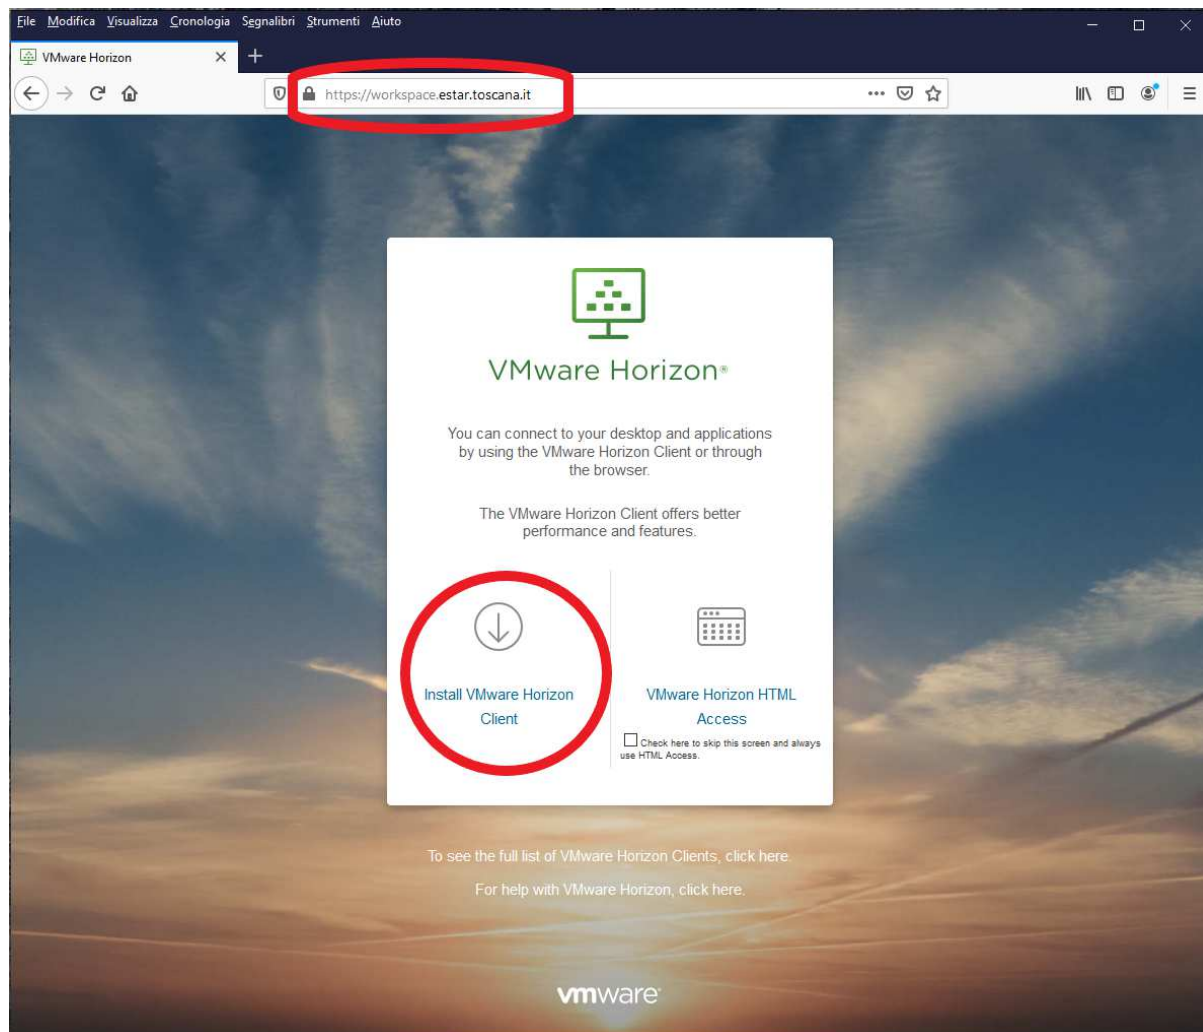 File Modifica Visualizza Cronologia Segnalibri Strumenti Aiuto
VMware Horizon
https://workspace.estar.toscana.it
VMware Horizon®
You can connect to your desktop and applications
by using the VMware Horizon Client or through
the browser.
The VMware Horizon Client offers better
performance and features.
Install VMware Horizon
Client
VMware Horizon HTML
Access
Check here to skip this screen and always
use HTML Access.
To see the full list of VMware Horizon Clients, click here.
For help with VMware Horizon, click here.
vmware